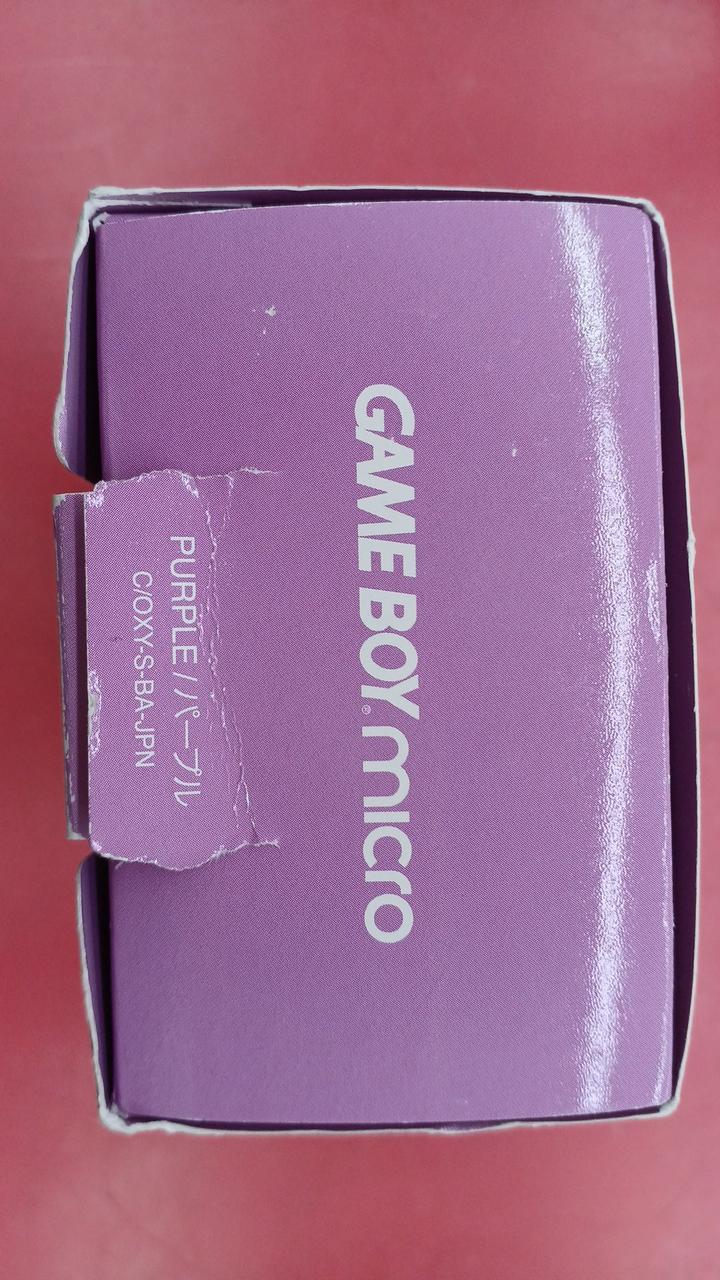 GAME BOY® micro
PURPLE / パープル
C/OXY-S-BA-JPN